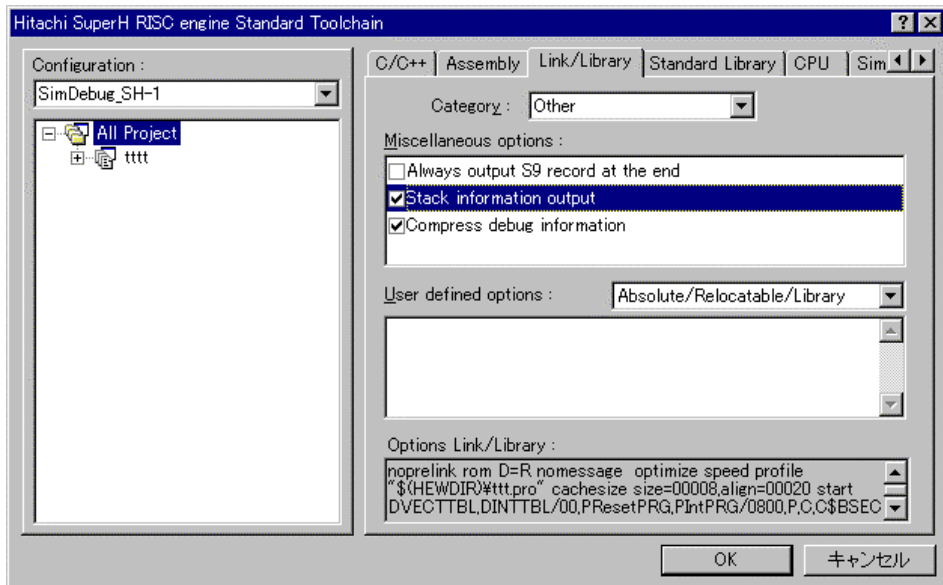 Hitachi SuperH RISC engine Standard Toolchain
Configuration :
SimDebug_SH-1
All Project
tttt
C/C++ Assembly Link/Library Standard Library CPU Sim
Category : Other
Miscellaneous options :
Always output S9 record at the end
Stack information output
Compress debug information
User defined options : Absolute/Relocatable/Library
Options Link/Library :
noprelink rom D=R nomessage optimize speed profile
"$(HEWDIR)¥ttt.pro" cachesize size=00008,align=00020 start
DVECTTBL,DINTTBL/00,PResetPRG,PIntPRG/0800,P,C,C$BSEC
OK キャンセル